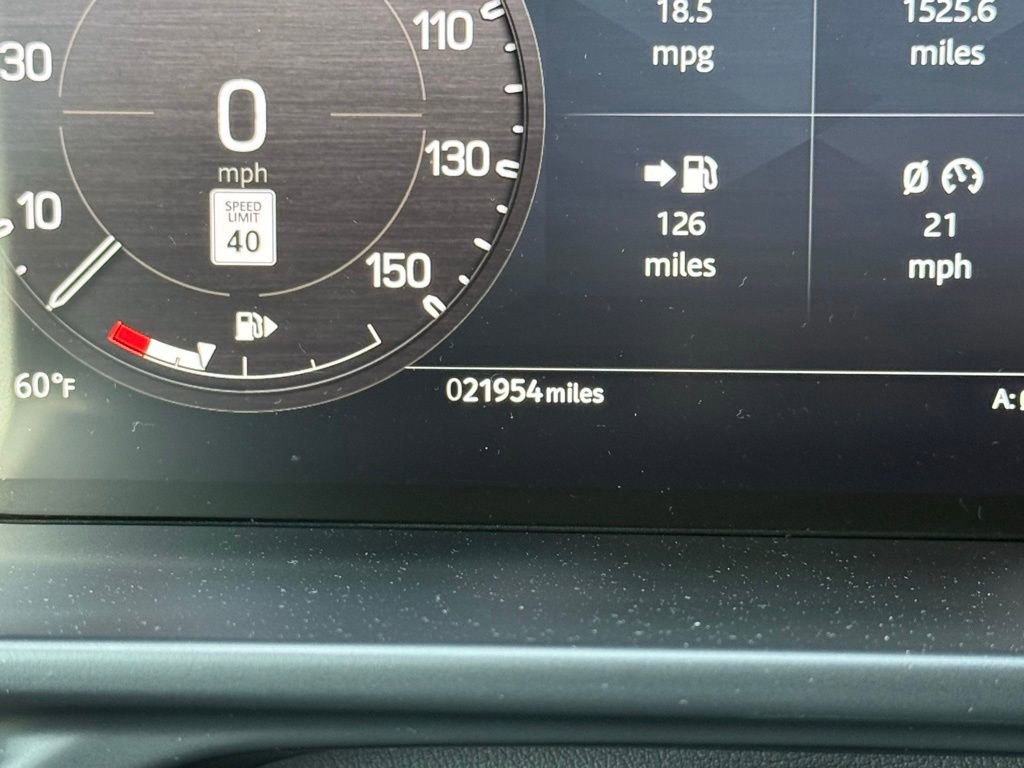 110
18.5
1525.6
30
mpg
miles
0
130
mph
10
SPEED
LIMIT
40
126
Ø 21
miles
mph
150
60°F
021954 miles
A: